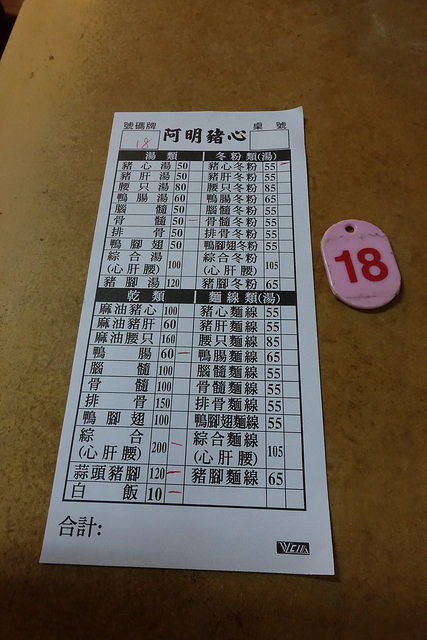 號碼牌 阿明豬心 桌 號
18
湯 類 冬粉類(湯)
豬心湯 50 豬心冬粉 55
豬肝湯 50 豬肝冬粉 55
腰只湯 80 腰只冬粉 85
鴨腸湯 60 鴨腸冬粉 65
腦髓 50 腦髓冬粉 55
骨髓 50 骨髓冬粉 55
排骨 50 排骨冬粉 55
鴨腳翅 50 鴨腳翅冬粉 55
綜合湯 (心肝腰) 100 綜合冬粉 (心肝腰) 105
豬腳湯 120 豬腳冬粉 65
乾 類 麵線類(湯)
麻油豬心 100 豬心麵線 55
麻油豬肝 60 豬肝麵線 55
麻油腰只 160 腰只麵線 85
鴨腸 60 鴨腸麵線 65
腦髓 100 腦髓麵線 55
骨髓 100 骨髓麵線 55
排骨 150 排骨麵線 55
鴨腳翅 100 鴨腳翅麵線 55
綜合 (心肝腰) 200 綜合麵線 (心肝腰) 105
蒜頭豬腳 120 豬腳麵線 65
白飯 10
合計:
18